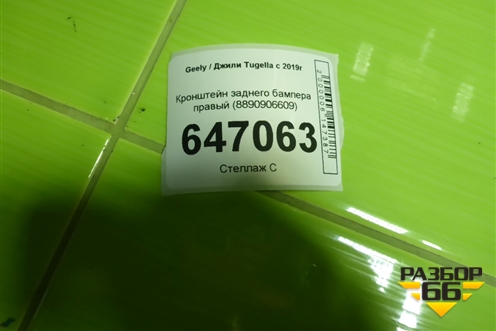 Geely / Джили Tugella с 2019г
Кронштейн заднего бампера
правый (8890906609)
647063
Стеллаж С
РАЗБОР
66